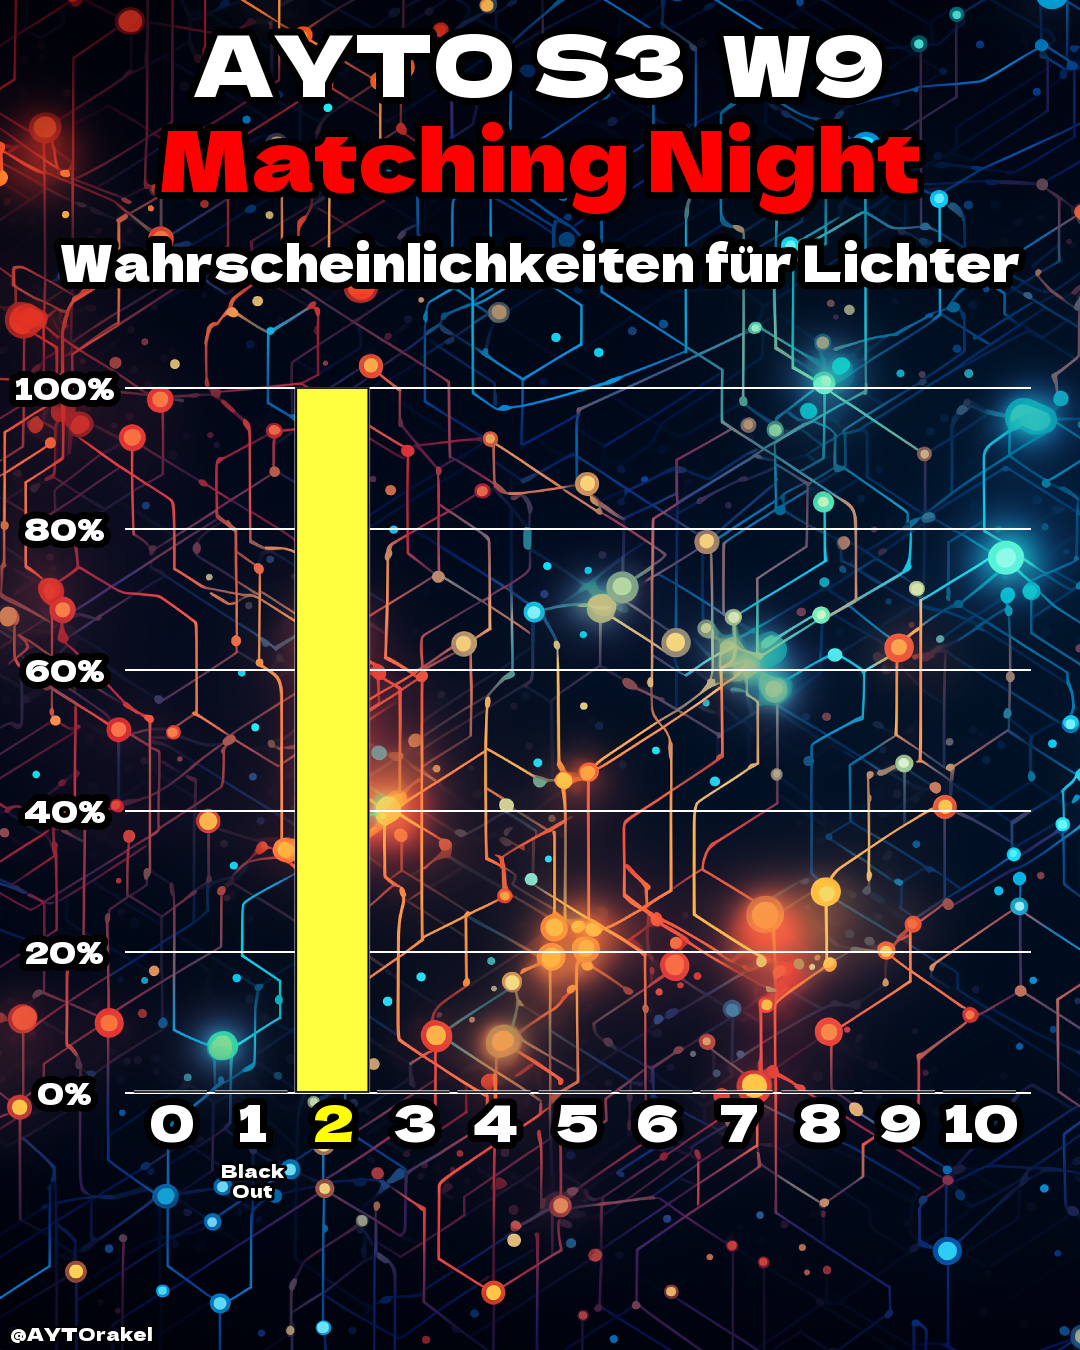 AYTO S3 W9
Matching Night
Wahrscheinlichkeiten für Lichter
100%
80%
60%
40%
20%
0%
0 1 2 3 4 5 6 7 8 9 10
Black
Out
@AYTOrakel